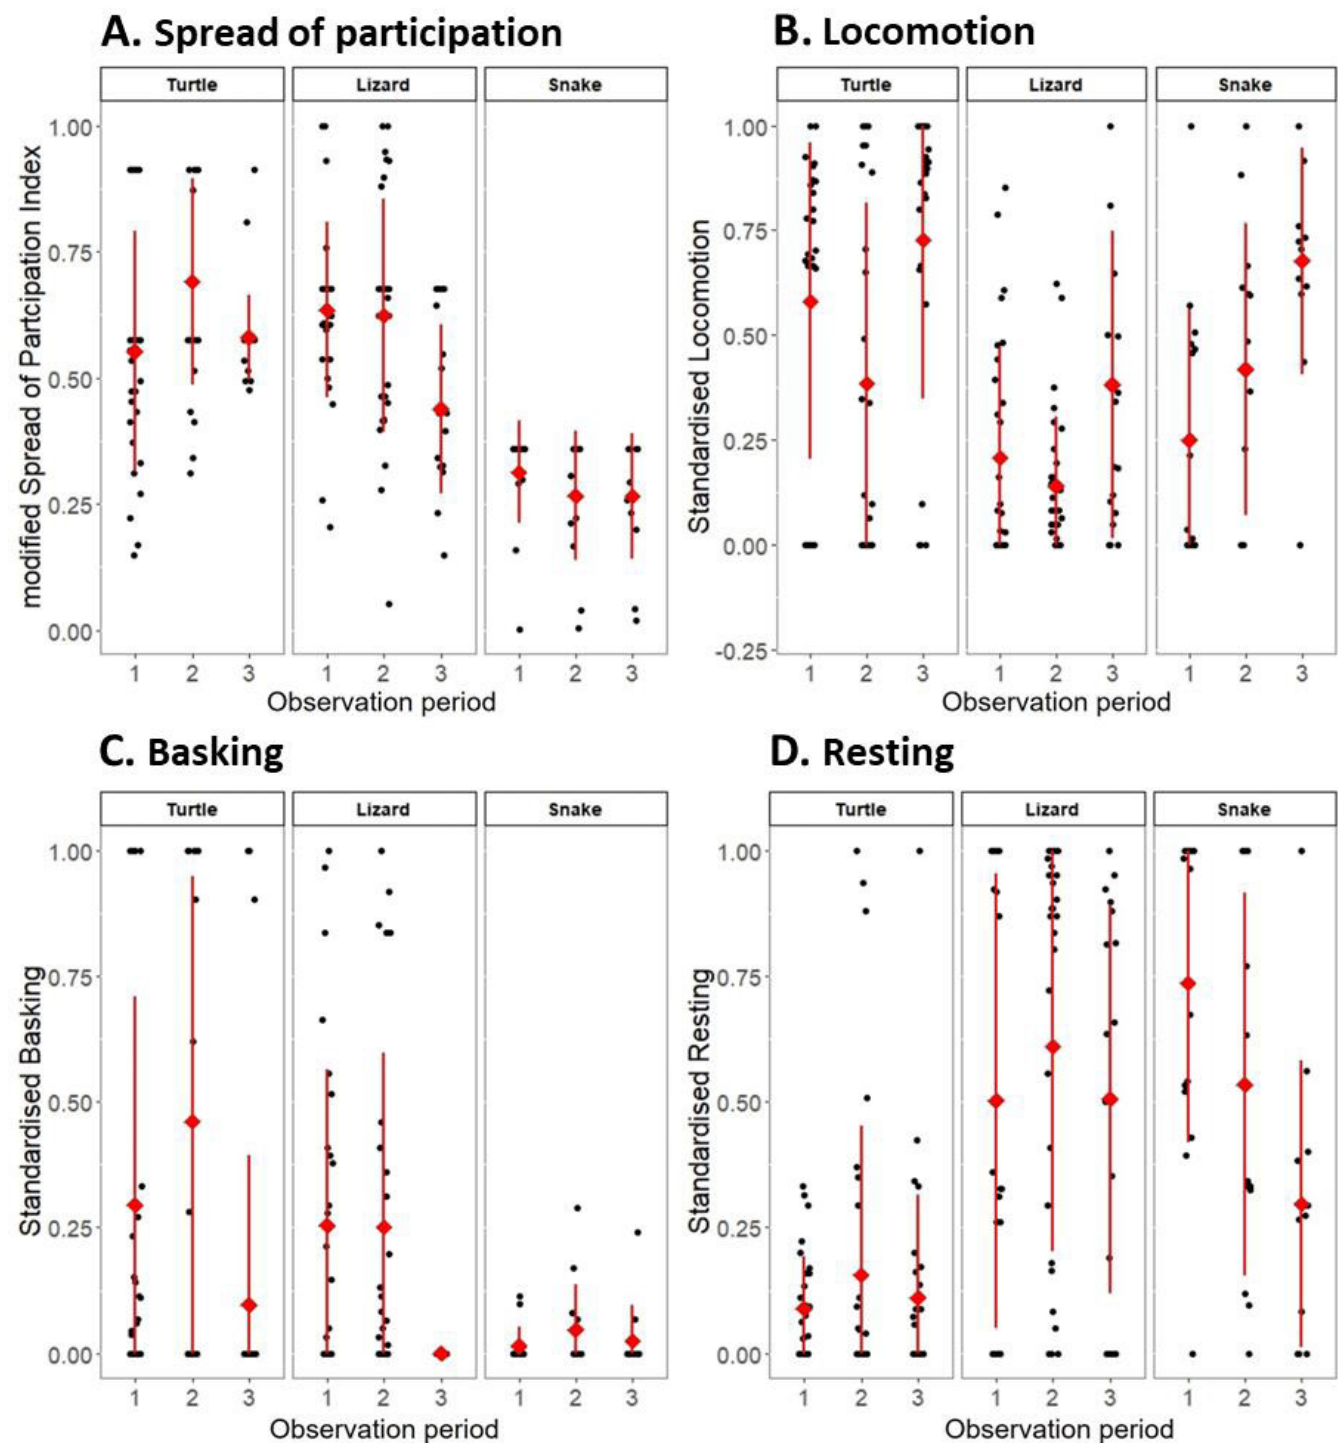 A. Spread of participation
Turtle Lizard Snake
modified Spread of Partcipation Index
1.00
0.75
0.50
0.25
0.00
1 2 3 1 2 3 1 2 3
Observation period
B. Locomotion
Turtle Lizard Snake
Standardised Locomotion
1.00
0.75
0.50
0.25
0.00
-0.25
1 2 3 1 2 3 1 2 3
Observation period
C. Basking
Turtle Lizard Snake
Standardised Basking
1.00
0.75
0.50
0.25
0.00
1 2 3 1 2 3 1 2 3
Observation period
D. Resting
Turtle Lizard Snake
Standardised Resting
1.00
0.75
0.50
0.25
0.00
1 2 3 1 2 3 1 2 3
Observation period